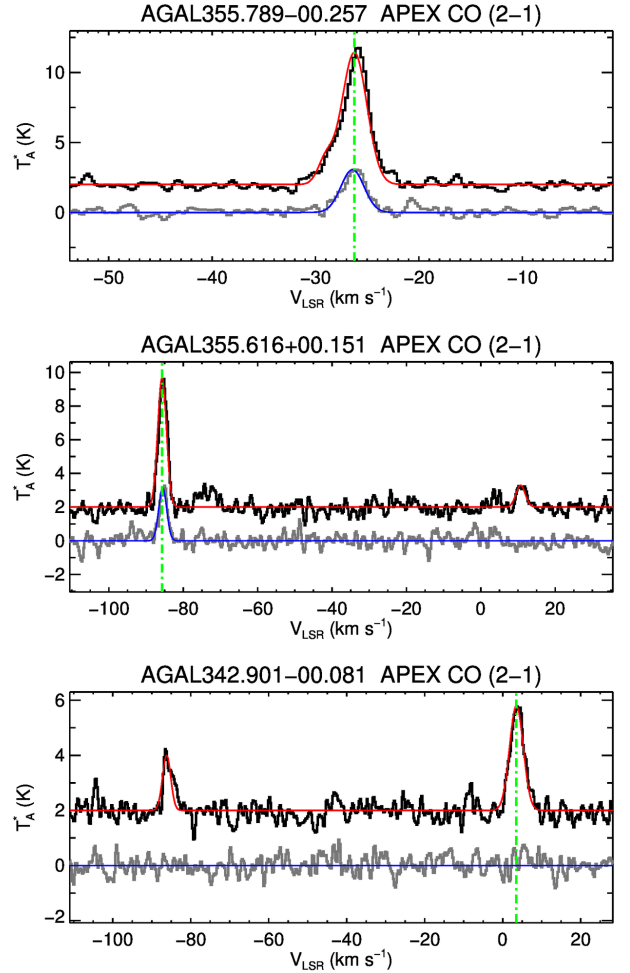 AGAL355.789−00.257 APEX CO (2−1)
T*A (K)
10
5
0
−50 −40 −30 −20 −10
VLSR (km s−1)
AGAL355.616+00.151 APEX CO (2−1)
T*A (K)
10
8
6
4
2
0
−2
−100 −80 −60 −40 −20 0 20
VLSR (km s−1)
AGAL342.901−00.081 APEX CO (2−1)
T*A (K)
6
4
2
0
−2
−100 −80 −60 −40 −20 0 20
VLSR (km s−1)